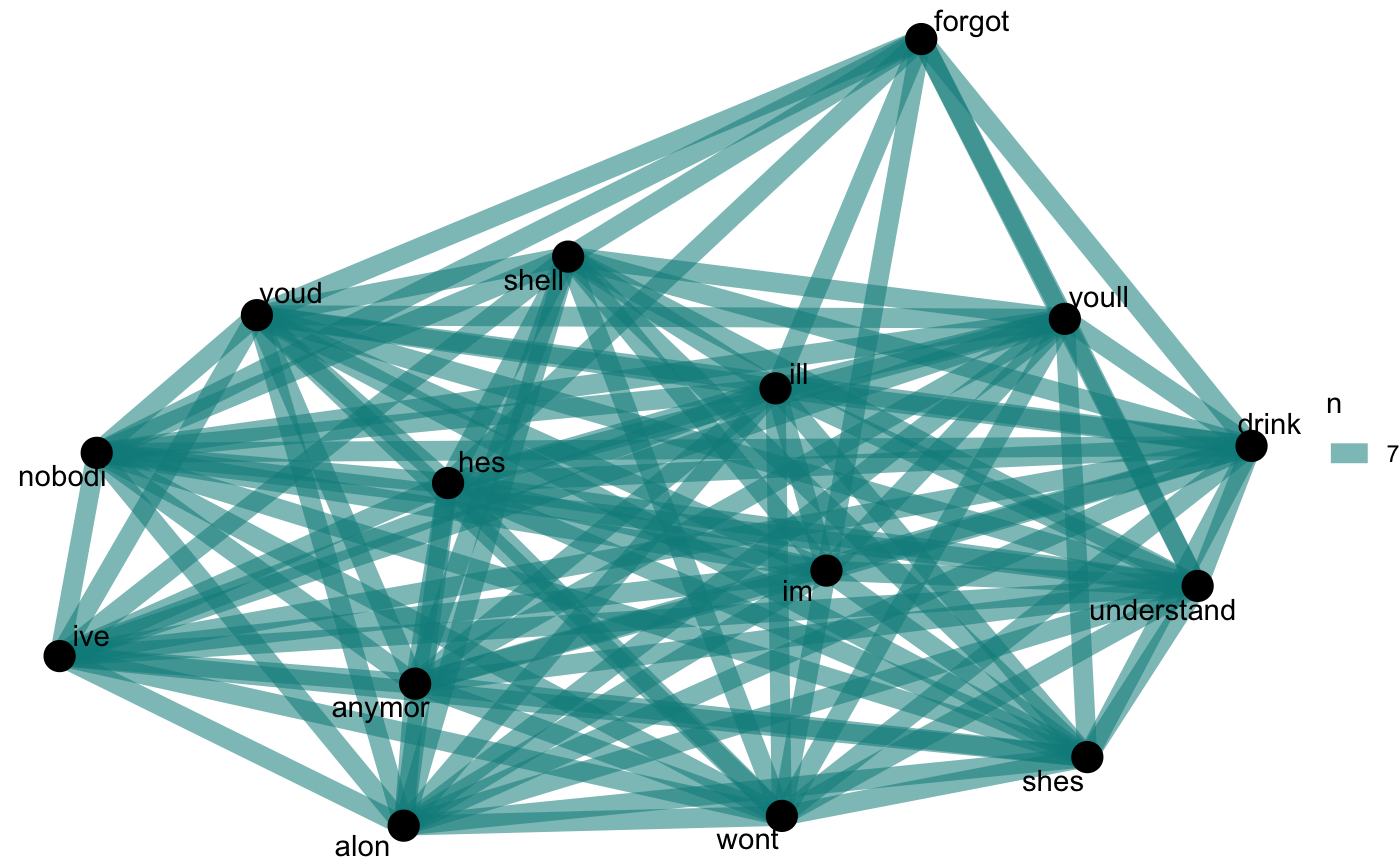 forgot
shell
youd
youll
ill
n
drink
7
hes
nobodi
im
understand
ive
anymor
shes
wont
alon